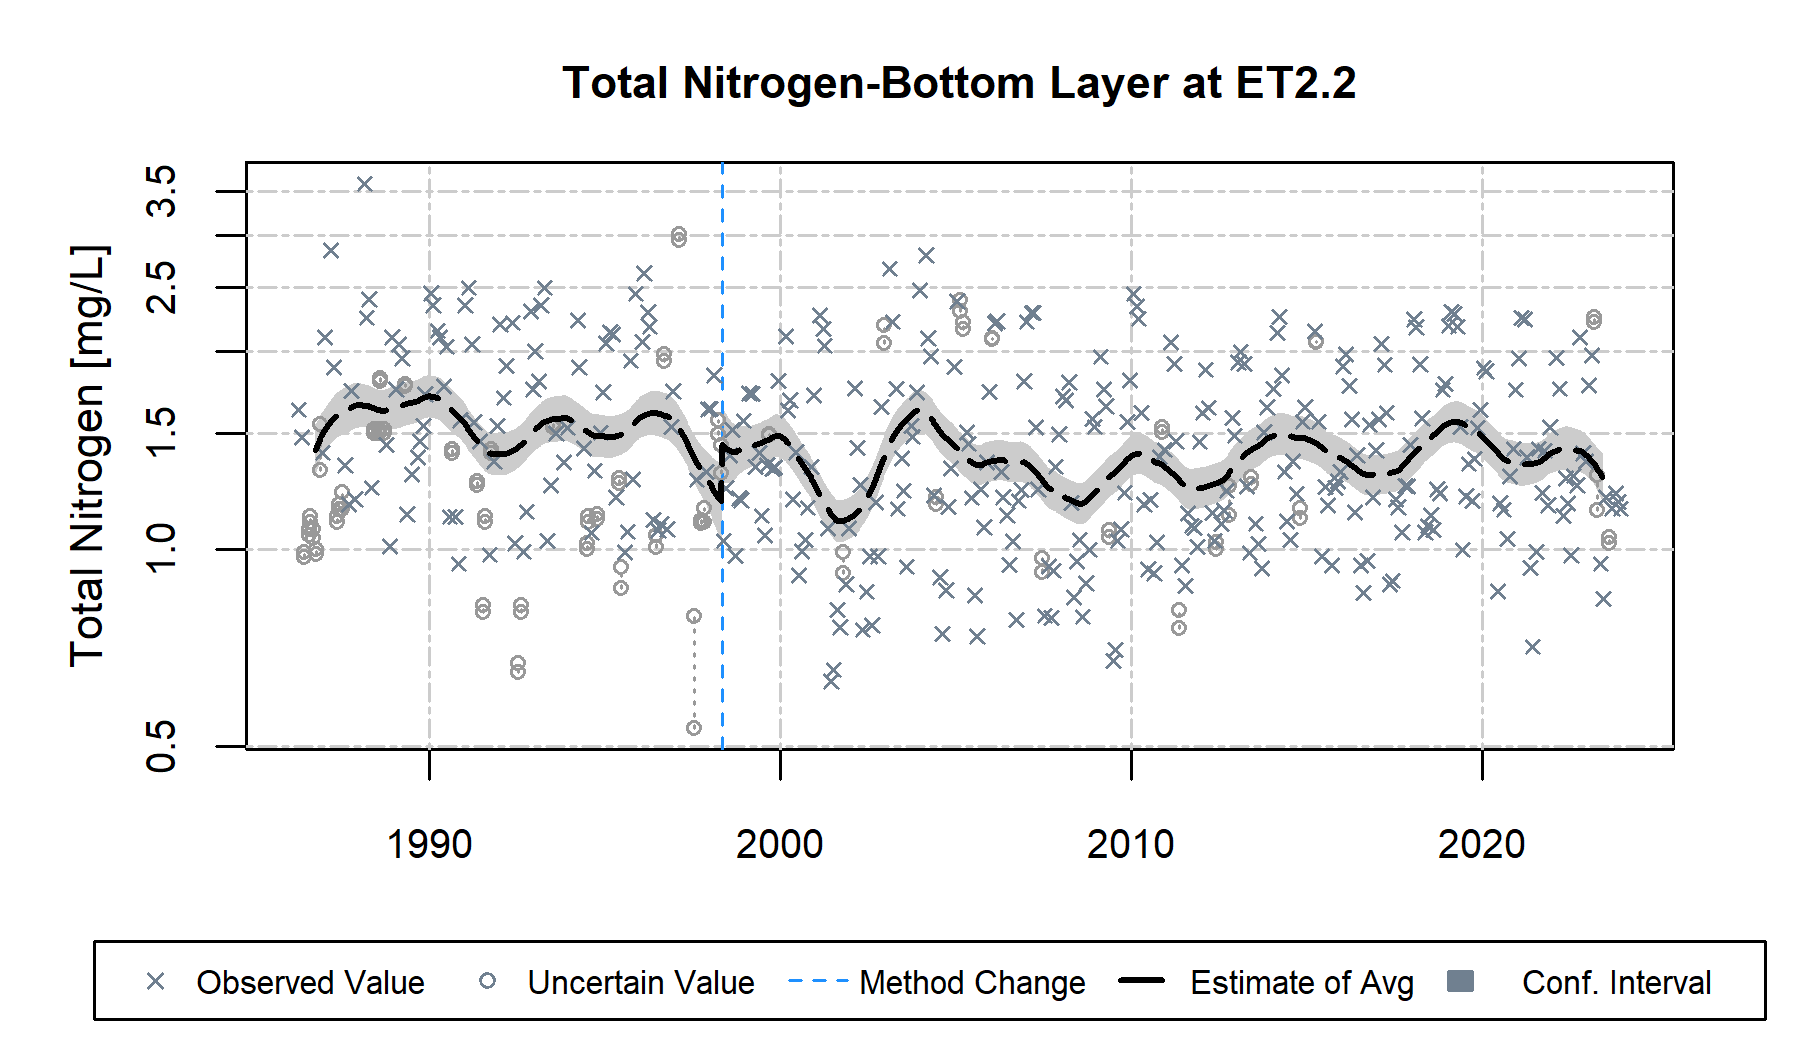 Total Nitrogen-Bottom Layer at ET2.2
Total Nitrogen [mg/L]
3.5
2.5
1.5
1.0
0.5
1990 2000 2010 2020
Observed Value Uncertain Value Method Change Estimate of Avg Conf. Interval